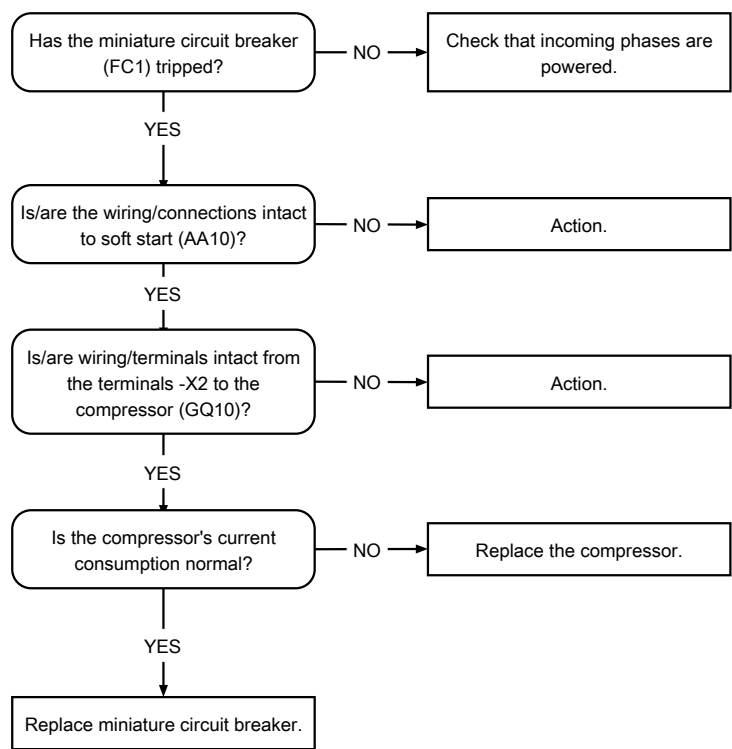 Has the miniature circuit breaker
(FC1) tripped?
NO
Check that incoming phases are
powered.
YES
Is/are the wiring/connections intact
to soft start (AA10)?
NO
Action.
YES
Is/are wiring/terminals intact from
the terminals -X2 to the
compressor (GQ10)?
NO
Action.
YES
Is the compressor's current
consumption normal?
NO
Replace the compressor.
YES
Replace miniature circuit breaker.